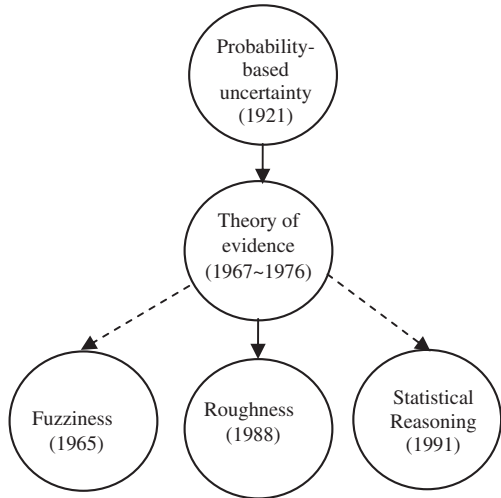 Probability-
based
uncertainty
(1921)
Theory of
evidence
(1967~1976)
Fuzziness
(1965)
Roughness
(1988)
Statistical
Reasoning
(1991)